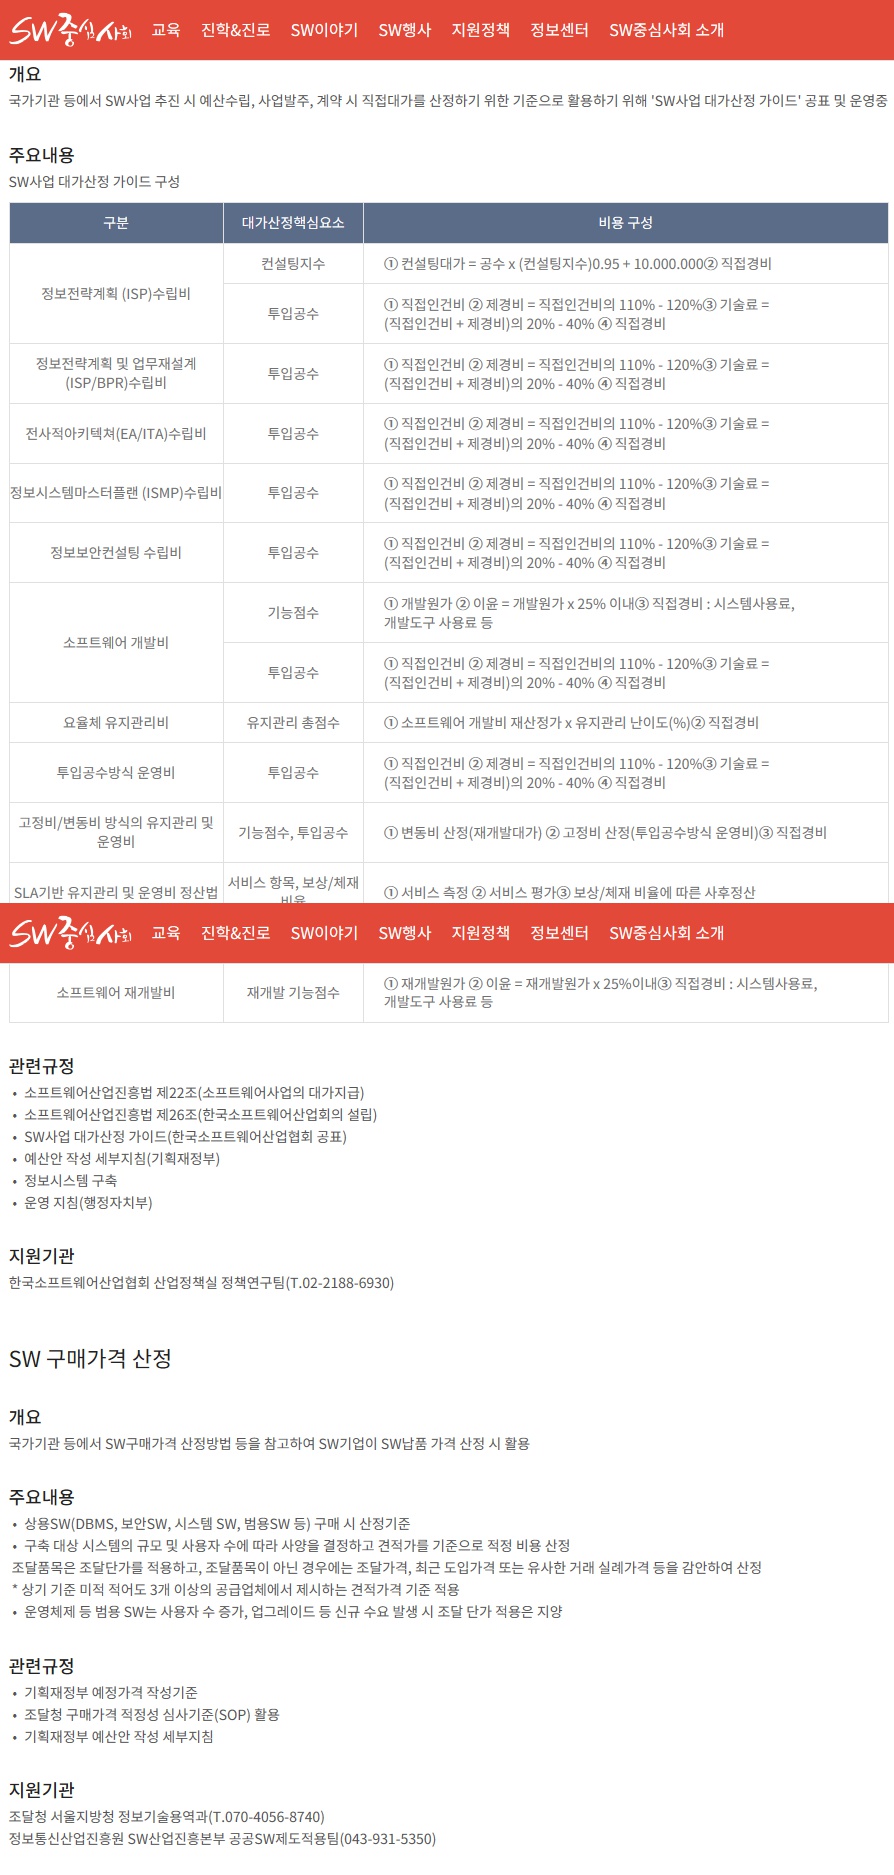 SW중심사회 교육 진학&진로 SW이야기 SW행사 지원정책 정보센터 SW중심사회 소개
개요
국가기관 등에서 SW사업 추진 시 예산수립, 사업발주, 계약 시 직접대가를 산정하기 위한 기준으로 활용하기 위해 'SW사업 대가산정 가이드' 공표 및 운영중
주요내용
SW사업 대가산정 가이드 구성
구분 대가산정핵심요소 비용 구성
정보전략계획 (ISP)수립비
컨설팅지수
① 컨설팅대가 = 공수 x (컨설팅지수)0.95 + 10.000.000② 직접경비
투입공수
① 직접인건비 ② 제경비 = 직접인건비의 110% - 120%③ 기술료 =
(직접인건비 + 제경비)의 20% - 40% ④ 직접경비
정보전략계획 및 업무재설계
(ISP/BPR)수립비
투입공수
① 직접인건비 ② 제경비 = 직접인건비의 110% - 120%③ 기술료 =
(직접인건비 + 제경비)의 20% - 40% ④ 직접경비
전사적아키텍쳐(EA/ITA)수립비
투입공수
① 직접인건비 ② 제경비 = 직접인건비의 110% - 120%③ 기술료 =
(직접인건비 + 제경비)의 20% - 40% ④ 직접경비
정보시스템마스터플랜 (ISMP)수립비
투입공수
① 직접인건비 ② 제경비 = 직접인건비의 110% - 120%③ 기술료 =
(직접인건비 + 제경비)의 20% - 40% ④ 직접경비
정보보안컨설팅 수립비
투입공수
① 직접인건비 ② 제경비 = 직접인건비의 110% - 120%③ 기술료 =
(직접인건비 + 제경비)의 20% - 40% ④ 직접경비
소프트웨어 개발비
기능점수
① 개발원가 ② 이윤 = 개발원가 x 25% 이내③ 직접경비 : 시스템사용료,
개발도구 사용료 등
투입공수
① 직접인건비 ② 제경비 = 직접인건비의 110% - 120%③ 기술료 =
(직접인건비 + 제경비)의 20% - 40% ④ 직접경비
요율체 유지관리비
유지관리 총점수
① 소프트웨어 개발비 재산정가 x 유지관리 난이도(%)② 직접경비
투입공수방식 운영비
투입공수
① 직접인건비 ② 제경비 = 직접인건비의 110% - 120%③ 기술료 =
(직접인건비 + 제경비)의 20% - 40% ④ 직접경비
고정비/변동비 방식의 유지관리 및
운영비
기능점수, 투입공수
① 변동비 산정(재개발대가) ② 고정비 산정(투입공수방식 운영비)③ 직접경비
SLA기반 유지관리 및 운영비 정산법
서비스 항목, 보상/체재
비율
① 서비스 측정 ② 서비스 평가③ 보상/체재 비율에 따른 사후정산
SW중심사회 교육 진학&진로 SW이야기 SW행사 지원정책 정보센터 SW중심사회 소개
소프트웨어 재개발비
재개발 기능점수
① 재개발원가 ② 이윤 = 재개발원가 x 25%이내③ 직접경비 : 시스템사용료,
개발도구 사용료 등
관련규정
• 소프트웨어산업진흥법 제22조(소프트웨어사업의 대가지급)
• 소프트웨어산업진흥법 제26조(한국소프트웨어산업회의 설립)
• SW사업 대가산정 가이드(한국소프트웨어산업협회 공표)
• 예산안 작성 세부지침(기획재정부)
• 정보시스템 구축
• 운영 지침(행정자치부)
지원기관
한국소프트웨어산업협회 산업정책실 정책연구팀(T.02-2188-6930)
SW 구매가격 산정
개요
국가기관 등에서 SW구매가격 산정방법 등을 참고하여 SW기업이 SW납품 가격 산정 시 활용
주요내용
• 상용SW(DBMS, 보안SW, 시스템 SW, 범용SW 등) 구매 시 산정기준
• 구축 대상 시스템의 규모 및 사용자 수에 따라 사양을 결정하고 견적가를 기준으로 적정 비용 산정
조달품목은 조달단가를 적용하고, 조달품목이 아닌 경우에는 조달가격, 최근 도입가격 또는 유사한 거래 실례가격 등을 감안하여 산정
* 상기 기준 미적 적어도 3개 이상의 공급업체에서 제시하는 견적가격 기준 적용
• 운영체제 등 범용 SW는 사용자 수 증가, 업그레이드 등 신규 수요 발생 시 조달 단가 적용은 지양
관련규정
• 기획재정부 예정가격 작성기준
• 조달청 구매가격 적정성 심사기준(SOP) 활용
• 기획재정부 예산안 작성 세부지침
지원기관
조달청 서울지방청 정보기술용역과(T.070-4056-8740)
정보통신산업진흥원 SW산업진흥본부 공공SW제도적용팀(043-931-5350)